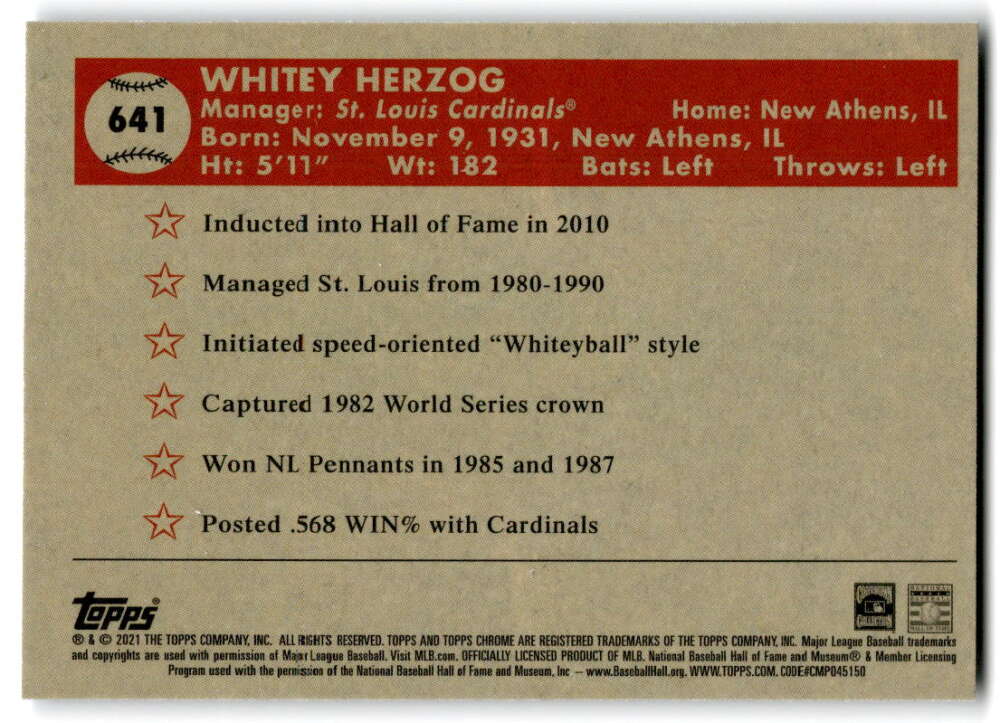 641
WHITEY HERZOG
Manager: St. Louis Cardinals® Home: New Athens, IL
Born: November 9, 1931, New Athens, IL
Ht: 5'11" Wt: 182 Bats: Left Throws: Left
Inducted into Hall of Fame in 2010
Managed St. Louis from 1980-1990
Initiated speed-oriented “Whiteyball” style
Captured 1982 World Series crown
Won NL Pennants in 1985 and 1987
Posted .568 WIN% with Cardinals
TOPPS®
® & © 2021 THE TOPPS COMPANY, INC. ALL RIGHTS RESERVED. TOPPS AND TOPPS CHROME ARE REGISTERED TRADEMARKS OF THE TOPPS COMPANY, INC. Major League Baseball trademarks
and copyrights are used with permission of Major League Baseball. Visit MLB.com. OFFICIALLY LICENSED PRODUCT OF MLB. National Baseball Hall of Fame and Museum® & Member Licensing
Program used with the permission of the National Baseball Hall of Fame and Museum, Inc — www.BaseballHall.org. WWW.TOPPS.COM. CODE#CMP045150